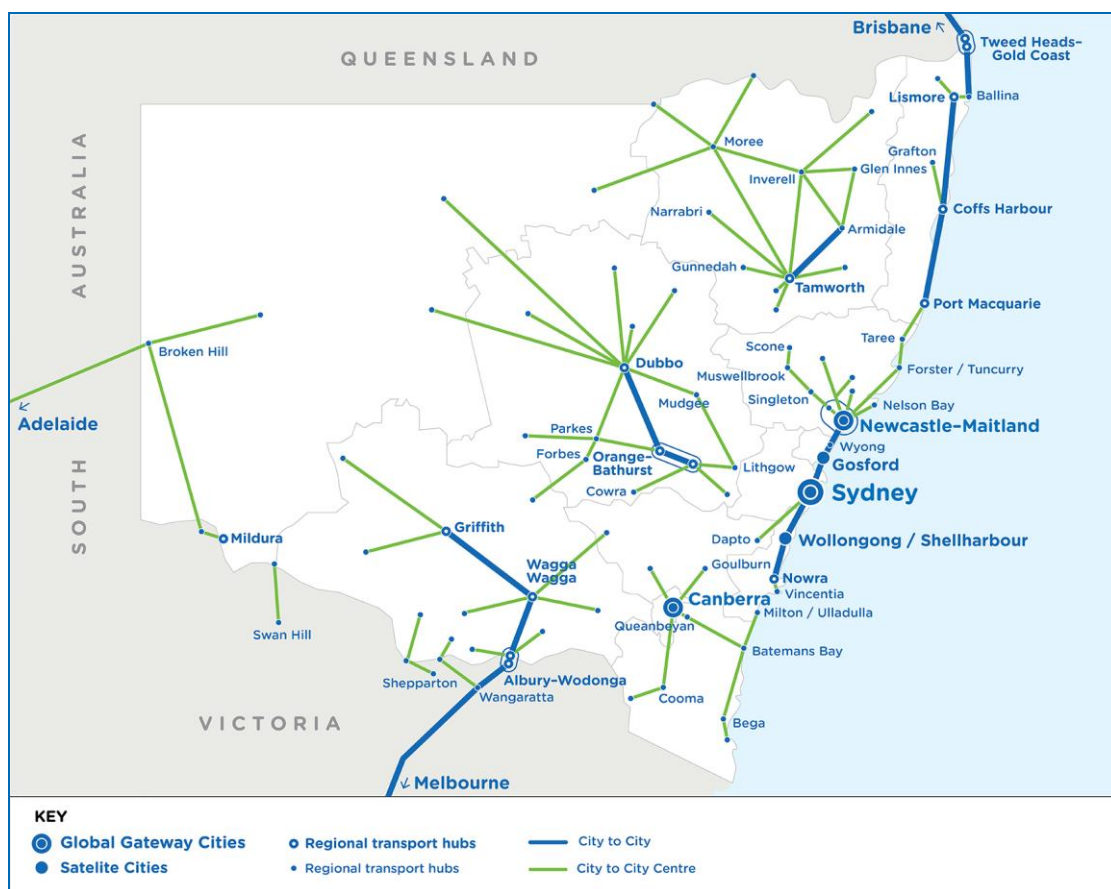 Brisbane
Tweed Heads–
Gold Coast
QUEENSLAND
Lismore
Ballina
Moree
Grafton
Inverell
Glen Innes
AUSTRALIA
Narrabri
Coffs Harbour
Armidale
Gunnedah
Tamworth
Port Macquarie
Broken Hill
Taree
Scone
Dubbo
Forster / Tuncurry
Muswellbrook
Mudgee
Singleton
Nelson Bay
Adelaide
Newcastle–Maitland
Parkes
Wyong
Forbes
Orange–
Bathurst
Lithgow
Gosford
Cowra
Sydney
SOUTH
Griffith
Mildura
Dapto
Wollongong / Shellharbour
Wagga
Wagga
Goulburn
Nowra
Vincentia
Canberra
Milton / Ulladulla
Queanbeyan
Swan Hill
Batemans Bay
Shepparton
Albury–Wodonga
Wangaratta
Cooma
VICTORIA
Bega
Melbourne
KEY
Global Gateway Cities
Regional transport hubs
City to City
Satelite Cities
Regional transport hubs
City to City Centre